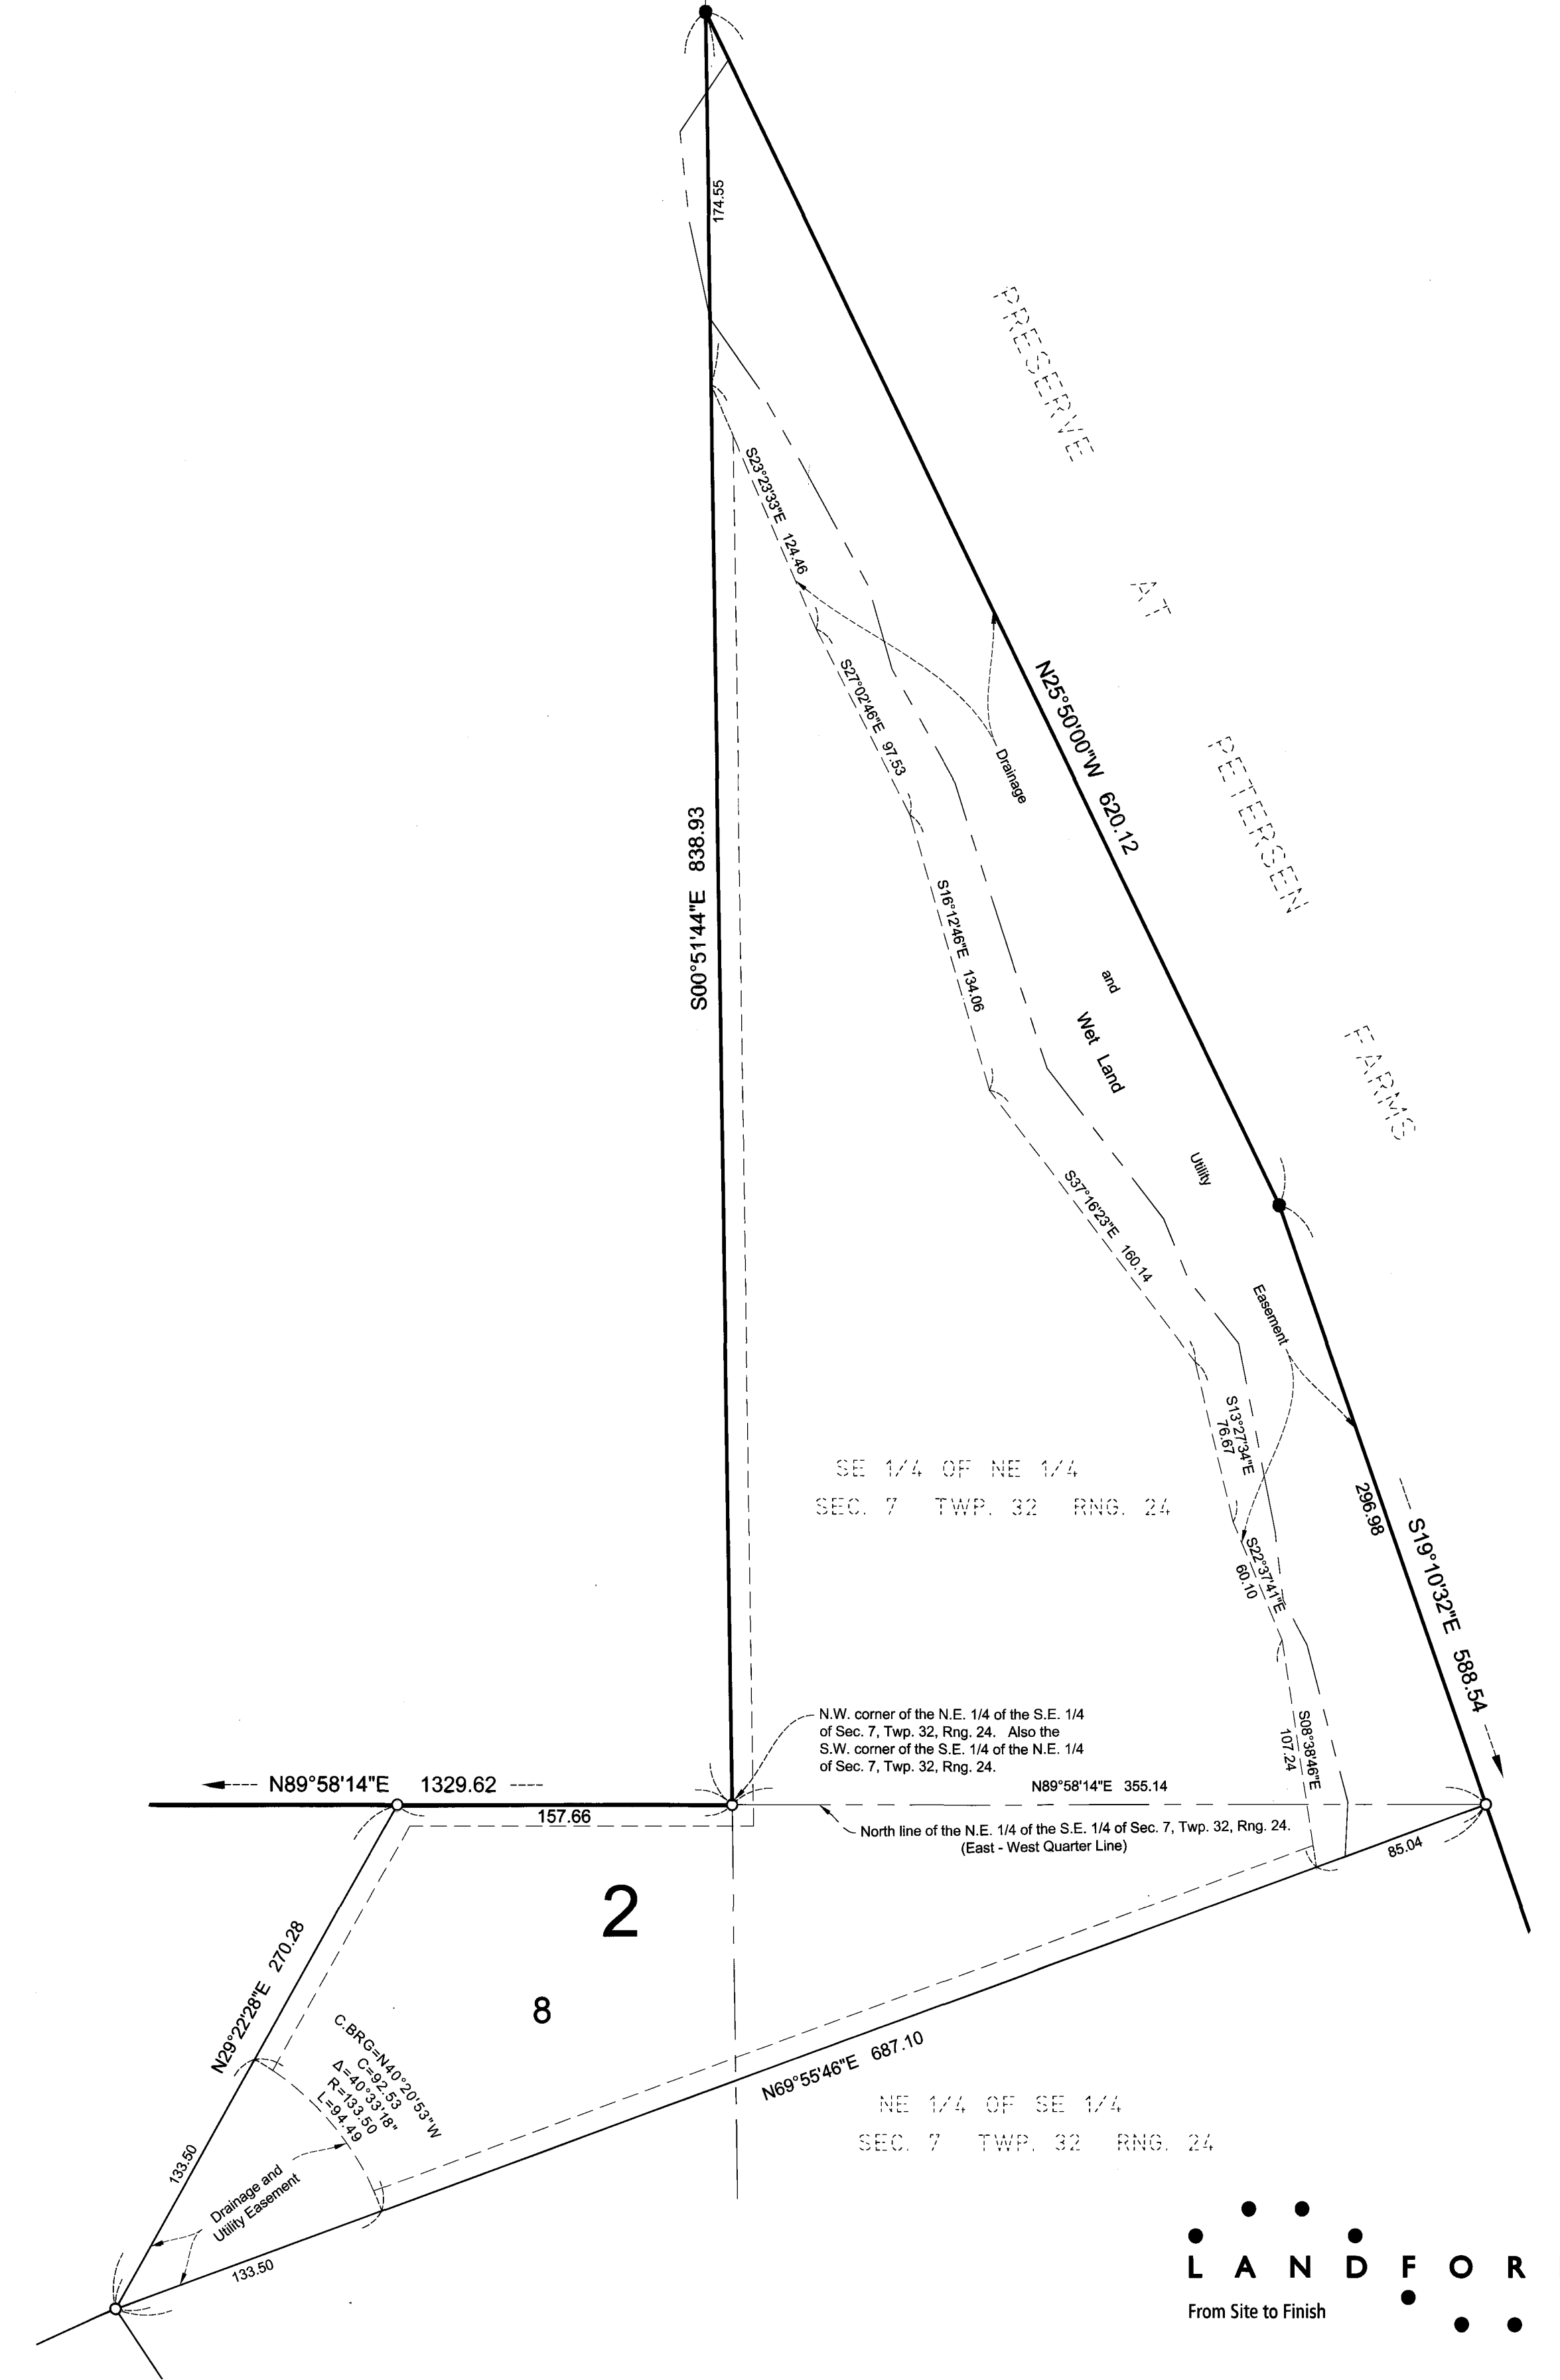 174.55
PRESERVE
AT
PETERSEN
FARMS
S23°23'33"E 124.46
S27°02'46"E 97.53
N25°50'00"W 620.12
Drainage
S00°51'44"E 838.93
S16°12'46"E 134.06
and
Wet Land
Utility
S37°16'23"E 160.14
Easement
S13°27'34"E
76.67
SE 1/4 OF NE 1/4
SEC. 7 TWP. 32 RNG. 24
296.98
S19°10'32"E 588.54
S22°37'41"E
60.10
N.W. corner of the N.E. 1/4 of the S.E. 1/4
of Sec. 7, Twp. 32, Rng. 24. Also the
S.W. corner of the S.E. 1/4 of the N.E. 1/4
of Sec. 7, Twp. 32, Rng. 24.
S08°38'46"E
107.24
N89°58'14"E 1329.62
N89°58'14"E 355.14
157.66
North line of the N.E. 1/4 of the S.E. 1/4 of Sec. 7, Twp. 32, Rng. 24.
(East - West Quarter Line)
85.04
2
8
N29°22'28"E 270.28
C.BRG=N40°20'53"W
C=92.53
Δ=40°33'18"
R=133.50
L=94.49
N69°55'46"E 687.10
NE 1/4 OF SE 1/4
SEC. 7 TWP. 32 RNG. 24
133.50
Drainage and
Utility Easement
133.50
LANDFOR
From Site to Finish